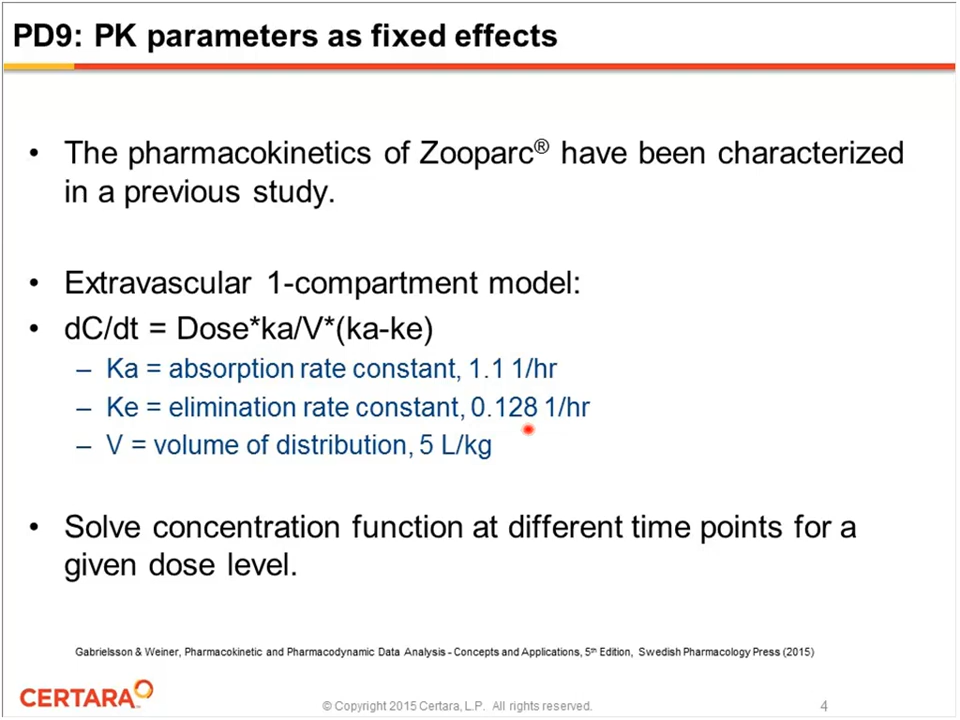 PD9: PK parameters as fixed effects
• The pharmacokinetics of Zooparc® have been characterized
in a previous study.
• Extravascular 1-compartment model:
• dC/dt = Dose*ka/V*(ka-ke)
– Ka = absorption rate constant, 1.1 1/hr
– Ke = elimination rate constant, 0.128 1/hr
– V = volume of distribution, 5 L/kg
• Solve concentration function at different time points for a
given dose level.
Gabrielsson & Weiner, Pharmacokinetic and Pharmacodynamic Data Analysis - Concepts and Applications, 5th Edition, Swedish Pharmacology Press (2015)
CERTARA
© Copyright 2015 Certara, L.P. All rights reserved.
4